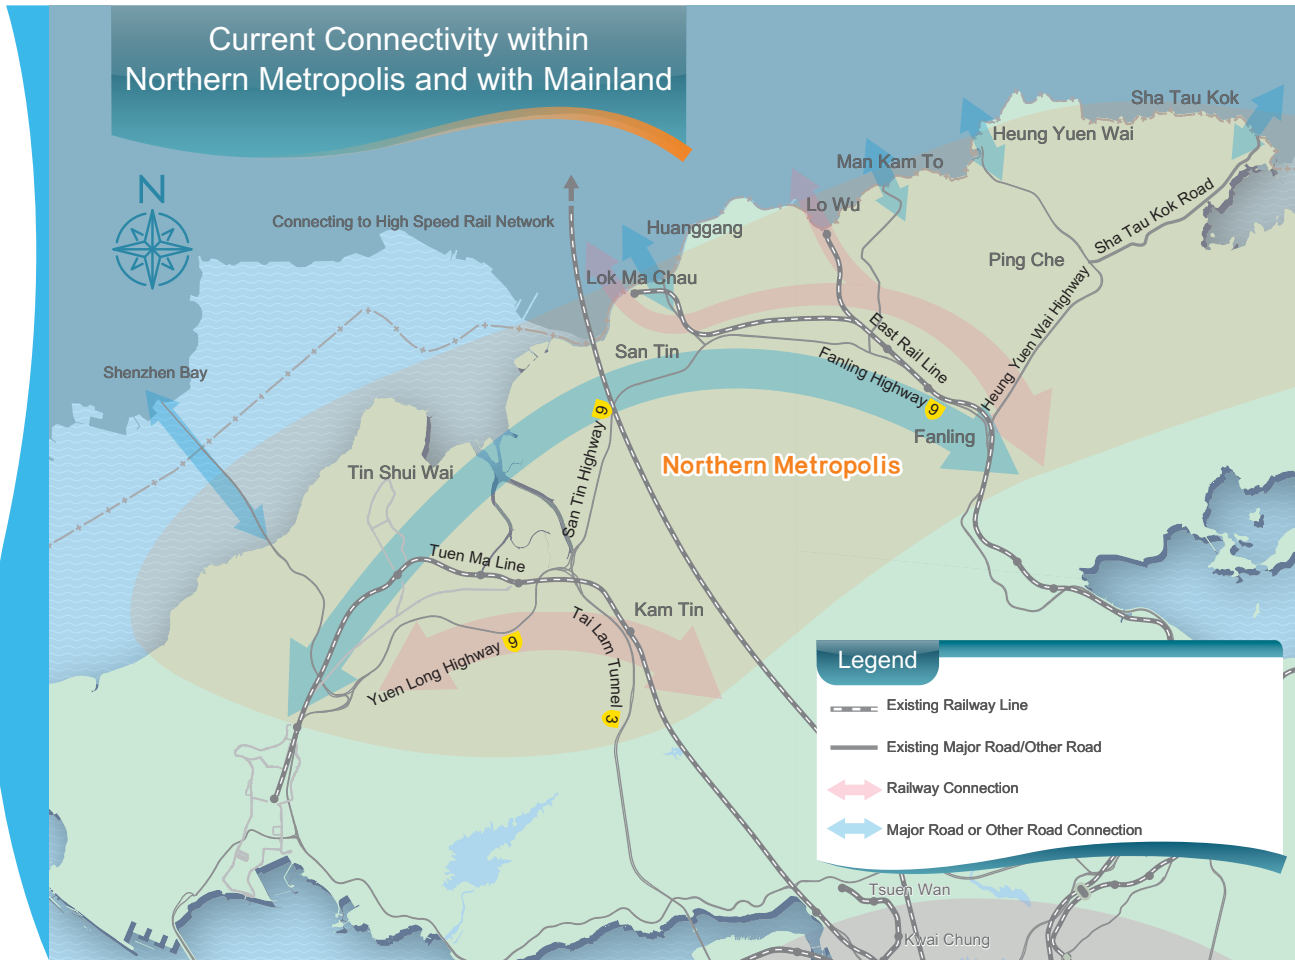 Current Connectivity within
Northern Metropolis and with Mainland
N
Sha Tau Kok
Heung Yuen Wai
Man Kam To
Lo Wu
Sha Tau Kok Road
Connecting to High Speed Rail Network
Huanggang
Ping Che
Lok Ma Chau
Heung Yuen Wai Highway
East Rail Line
San Tin
Fanling Highway
9
Shenzhen Bay
9
Fanling
Northern Metropolis
Tin Shui Wai
San Tin Highway
Tuen Ma Line
Kam Tin
Tai Lam Tunnel
3
Yuen Long Highway
9
Legend
Existing Railway Line
Existing Major Road/Other Road
Railway Connection
Major Road or Other Road Connection
Tsuen Wan
Kwai Chung